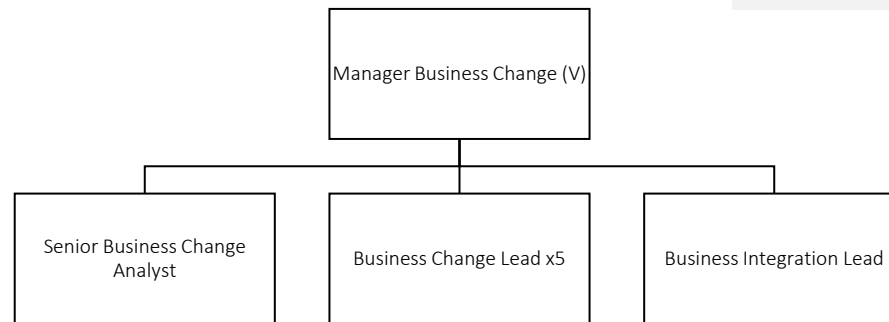 Manager Business Change (V)
Senior Business Change
Analyst
Business Change Lead x5
Business Integration Lead